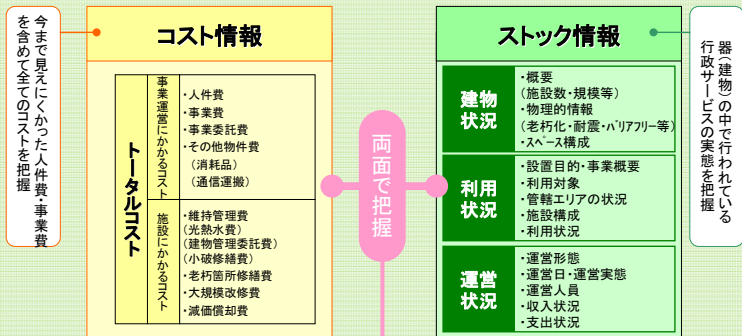 今まで見えにくかった人件費・事業費
を含めて全てのコストを把握
コスト情報
トータルコスト
事業運営にかかるコスト
・人件費
・事業費
・事業委託費
・その他物件費
(消耗品)
(通信運搬)
施設にかかるコスト
・維持管理費
(光熱水費)
(建物管理委託費)
(小破修繕費)
・老朽箇所修繕費
・大規模改修費
・減価償却費
両面で把握
ストック情報
建物
状況
・概要
(施設数・規模等)
・物理的情報
(老朽化・耐震・バリアフリー等)
・スペース構成
利用
状況
・設置目的・事業概要
・利用対象
・管轄エリアの状況
・施設構成
・利用状況
運営
状況
・運営形態
・運営日・運営実態
・運営人員
・収入状況
・支出状況
器(建物)の中で行われている
行政サービスの実態を把握